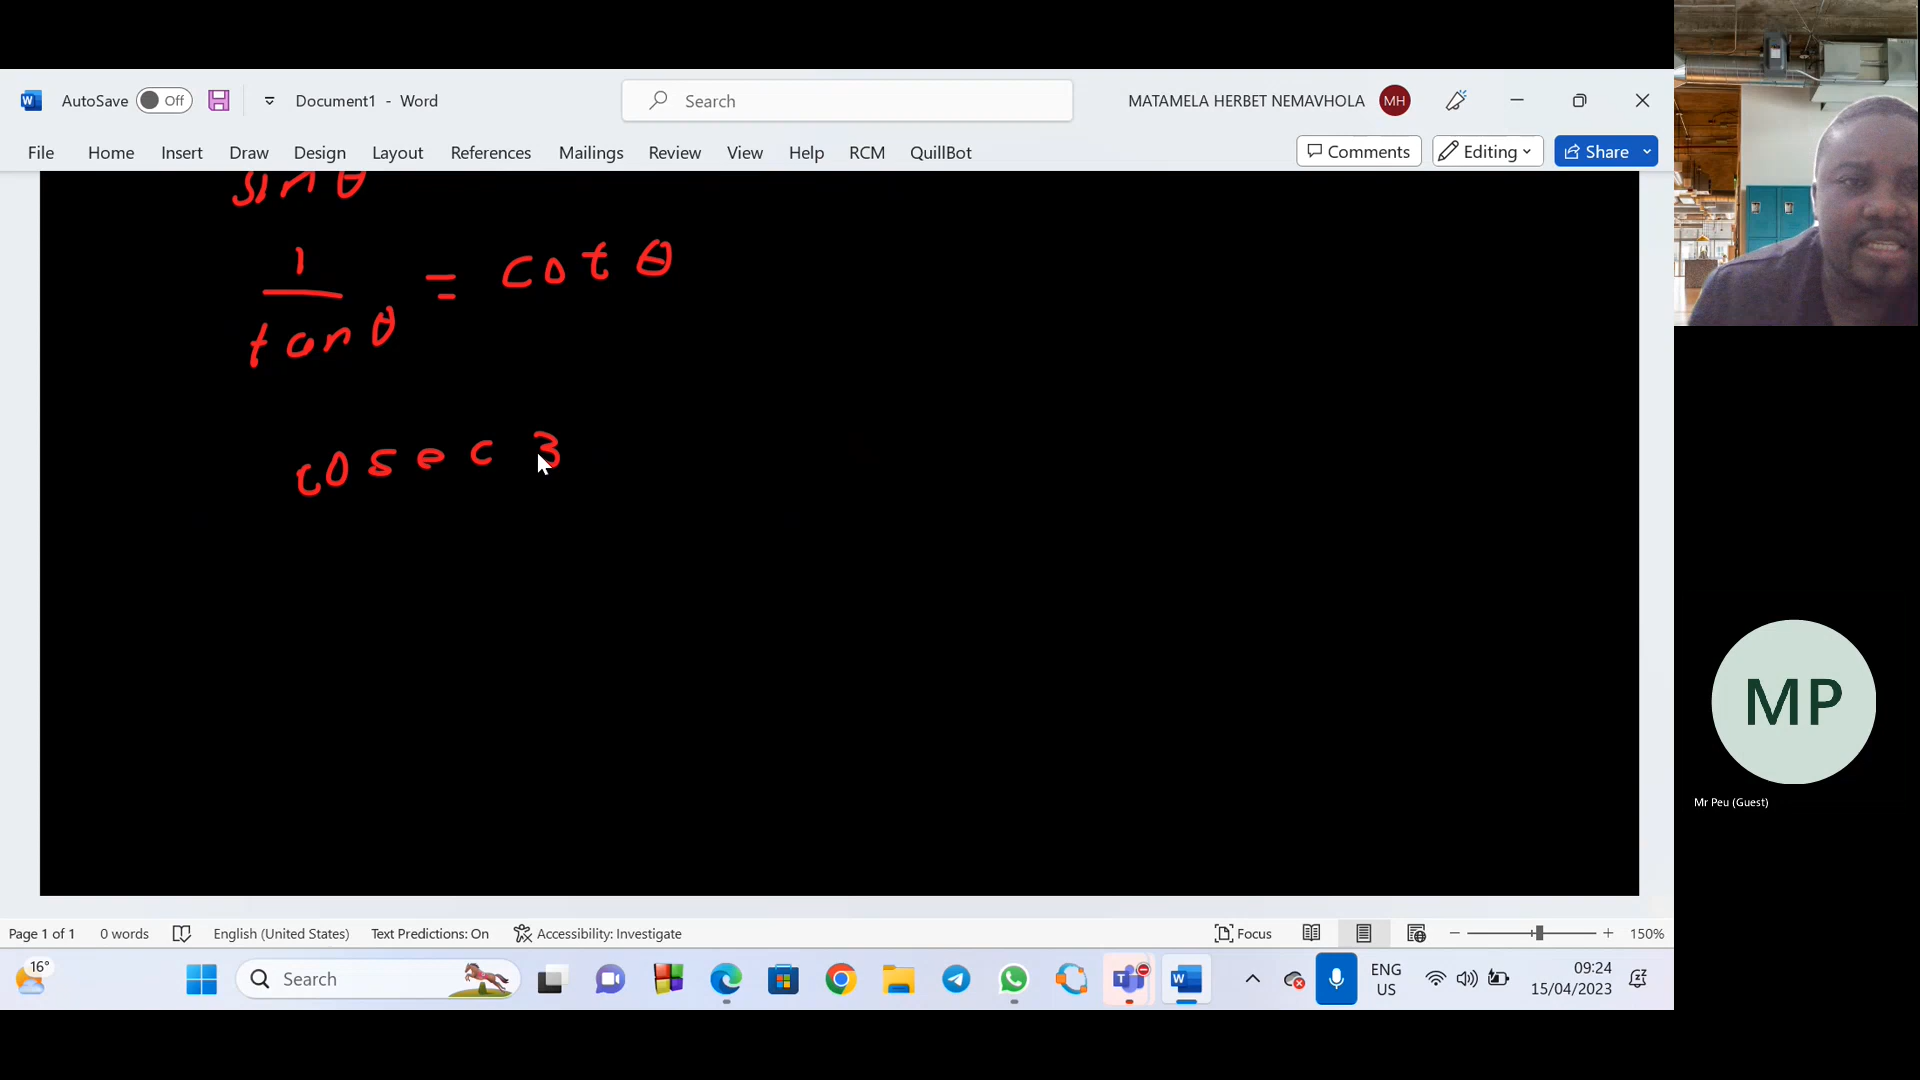 AutoSave Off Document1 - Word Search MATAMELA HERBET NEMAVHOLA MH
File Home Insert Draw Design Layout References Mailings Review View Help RCM QuillBot Comments Editing Share
sin θ
1
tan θ = cot θ
cosec 3
MP
Mr Peu (Guest)
Page 1 of 1 0 words English (United States) Text Predictions: On Accessibility: Investigate Focus 150%
16° Search ENG US 09:24 15/04/2023